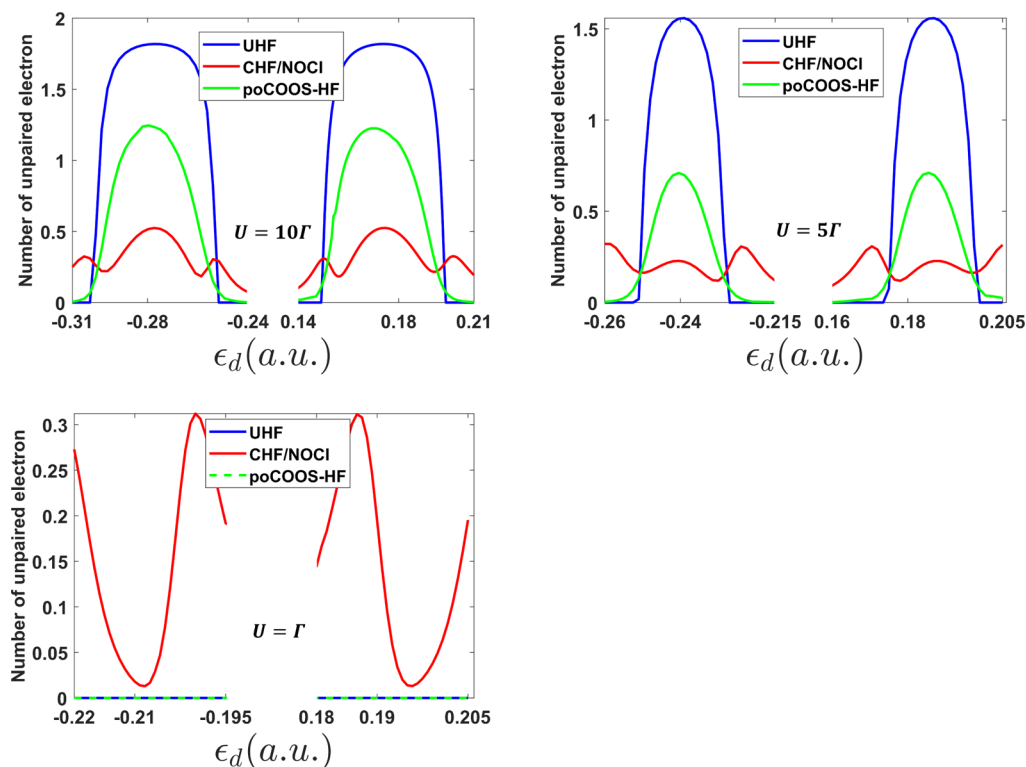 2
1.5
1
0.5
0
Number of unpaired electron
UHF
CHF/NOCI
poCOOS-HF
U = 10Γ
-0.31 -0.28 -0.24 0.14 0.18 0.21
ϵd(a.u.)
1.5
1
0.5
0
Number of unpaired electron
UHF
CHF/NOCI
poCOOS-HF
U = 5Γ
-0.26 -0.24 -0.215 0.16 0.18 0.205
ϵd(a.u.)
0.3
0.25
0.2
0.15
0.1
0.05
0
Number of unpaired electron
UHF
CHF/NOCI
poCOOS-HF
U = Γ
-0.22 -0.21 -0.195 0.18 0.19 0.205
ϵd(a.u.)